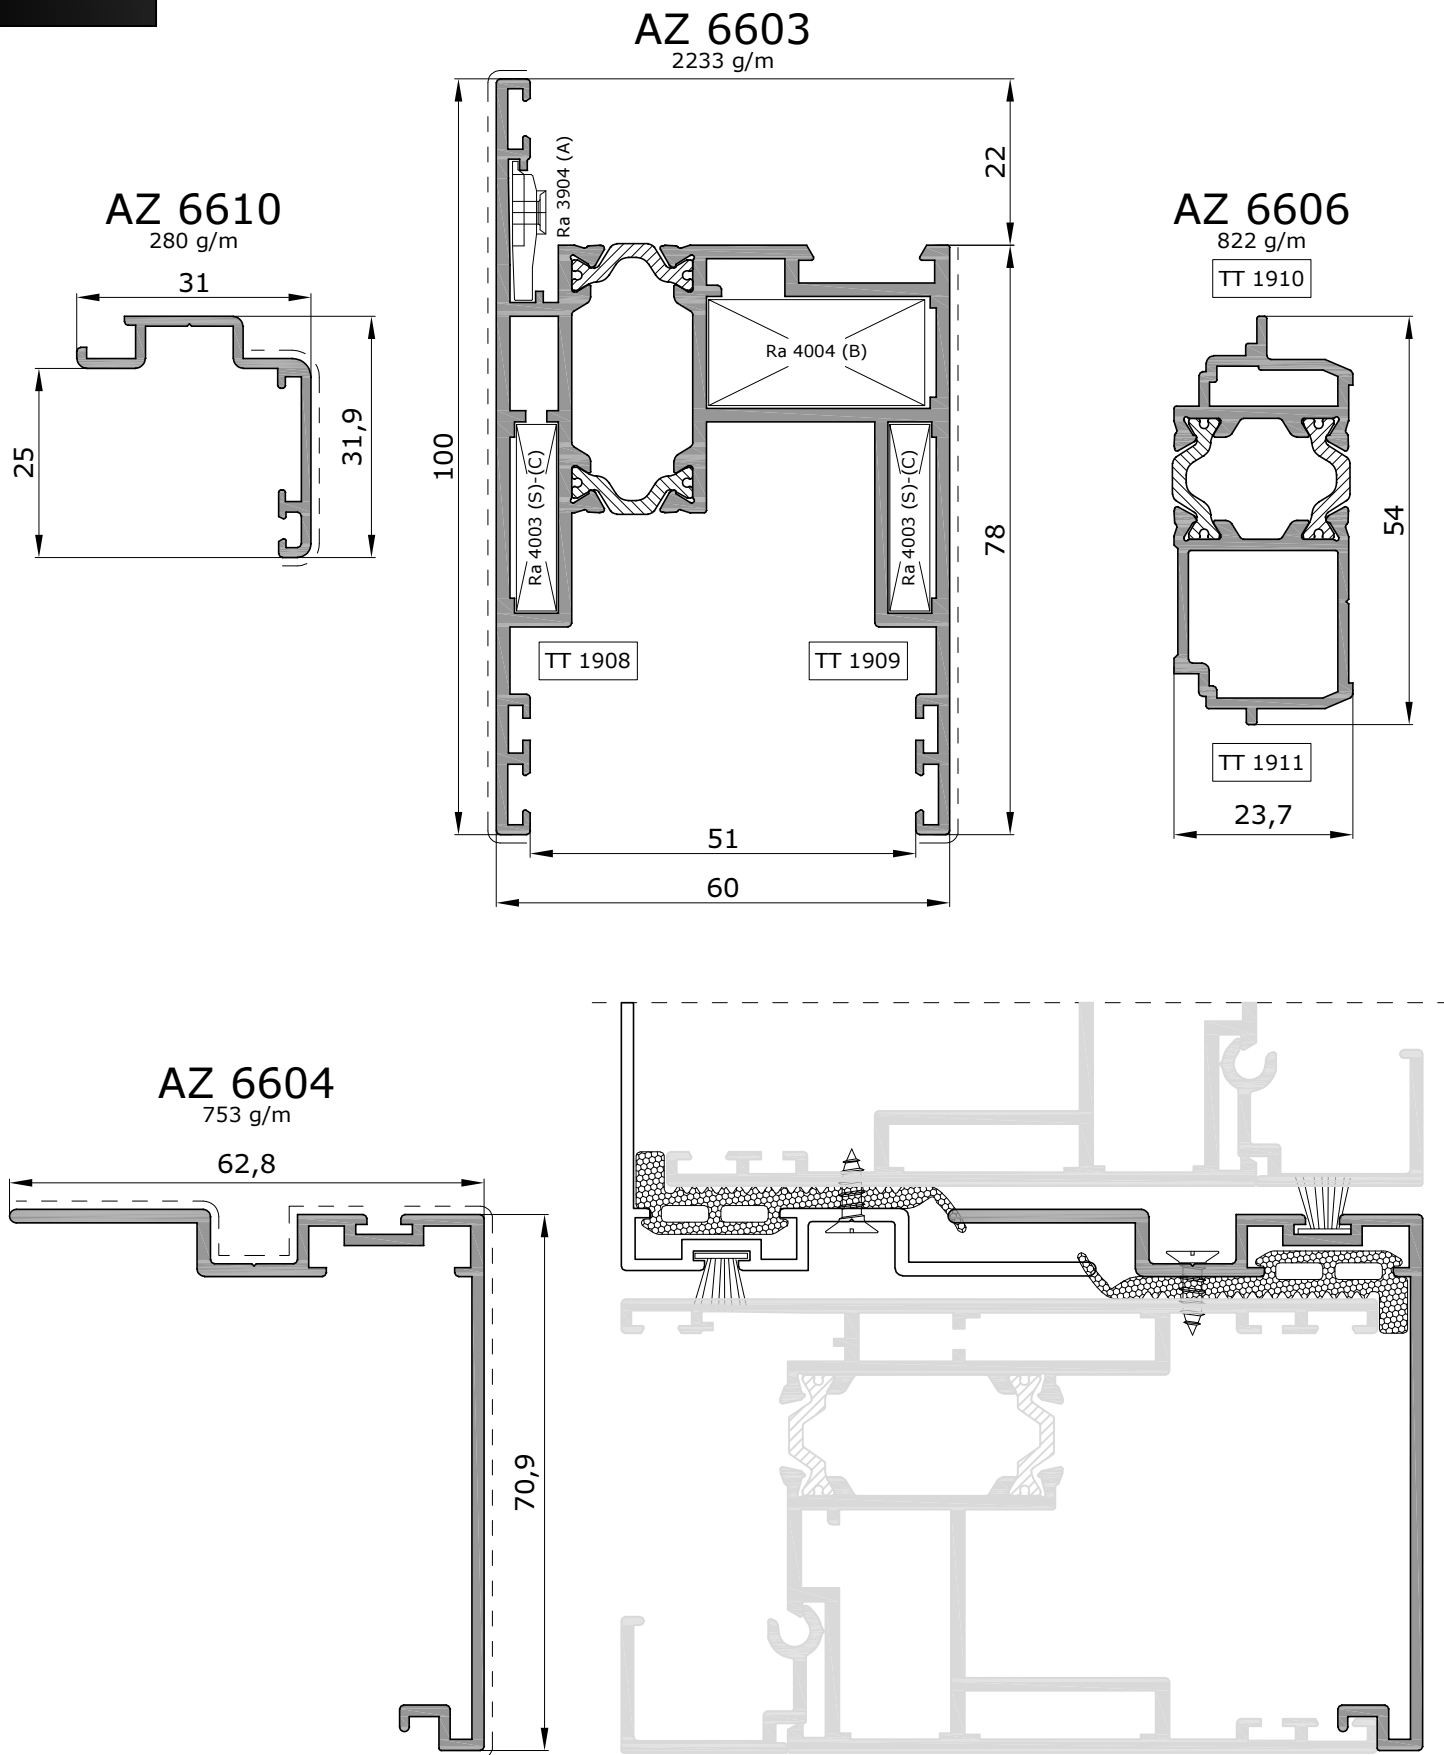 AZ 6603
2233 g/m
22
Ra 3904 (A)
AZ 6610
280 g/m
31
25
31,9
AZ 6606
822 g/m
TT 1910
Ra 4004 (B)
100
Ra 4003 (S)-(C)
Ra 4003 (S)-(C)
78
54
TT 1908
TT 1909
TT 1911
23,7
51
60
AZ 6604
753 g/m
62,8
70,9